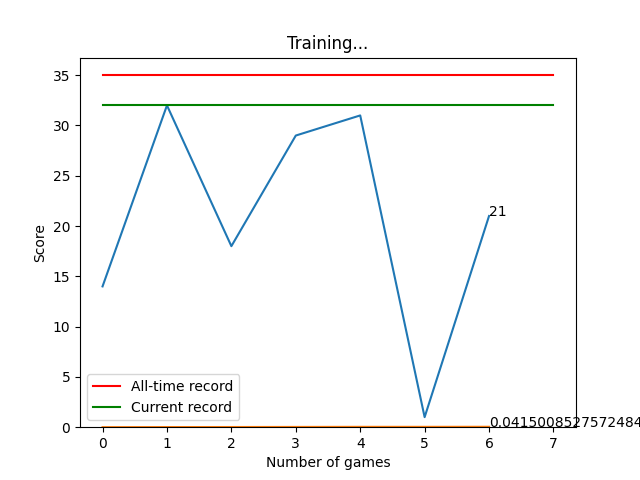 Training...
35
30
25
20
15
10
5
0
Score
21
All-time record
Current record
0.0415008527572484
0 1 2 3 4 5 6 7
Number of games